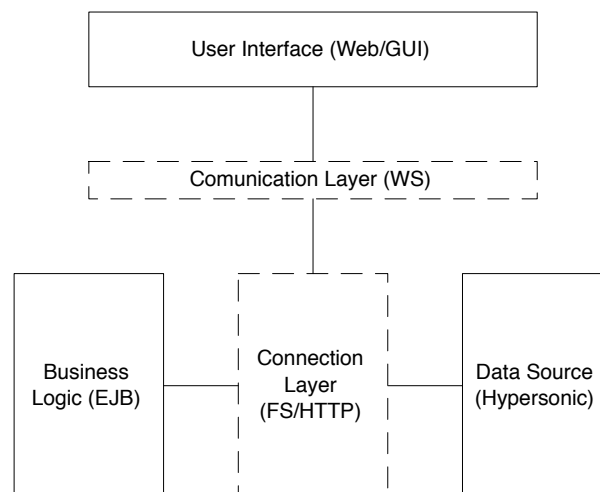 User Interface (Web/GUI)
Comunication Layer (WS)
Business
Logic (EJB)
Connection
Layer
(FS/HTTP)
Data Source
(Hypersonic)